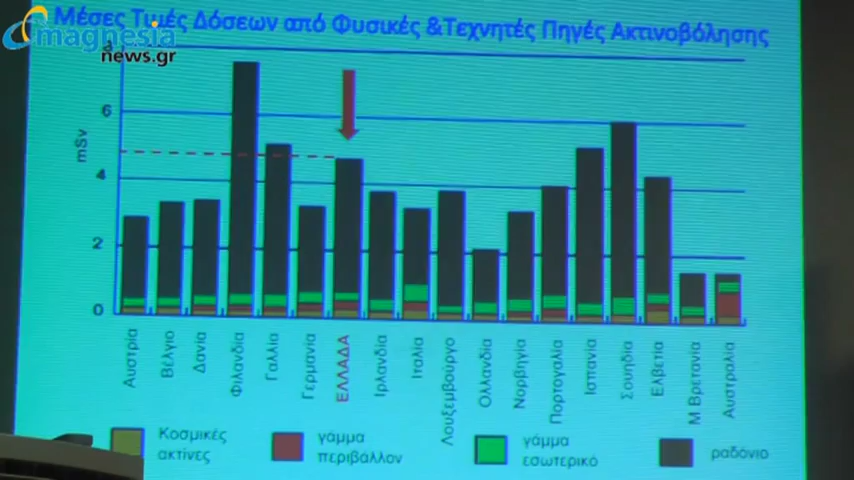 Μέσες Τιμές Δόσεων από Φυσικές &Τεχνητές Πηγές Ακτινοβόλησης
magnesia
news.gr
8
6
mSv
4
2
0
Αυστρία
Βέλγιο
Δανία
Φιλανδία
Γαλλία
Γερμανία
ΕΛΛΑΔΑ
Ιρλανδία
Ιταλία
Λουξεμβούργο
Ολλανδία
Νορβηγία
Πορτογαλία
Ισπανία
Σουηδία
Ελβετία
Μ.Βρετανία
Αυστραλία
Κοσμικές
ακτίνες
γάμμα
περιβάλλον
γάμμα
εσωτερικό
ραδόνιο